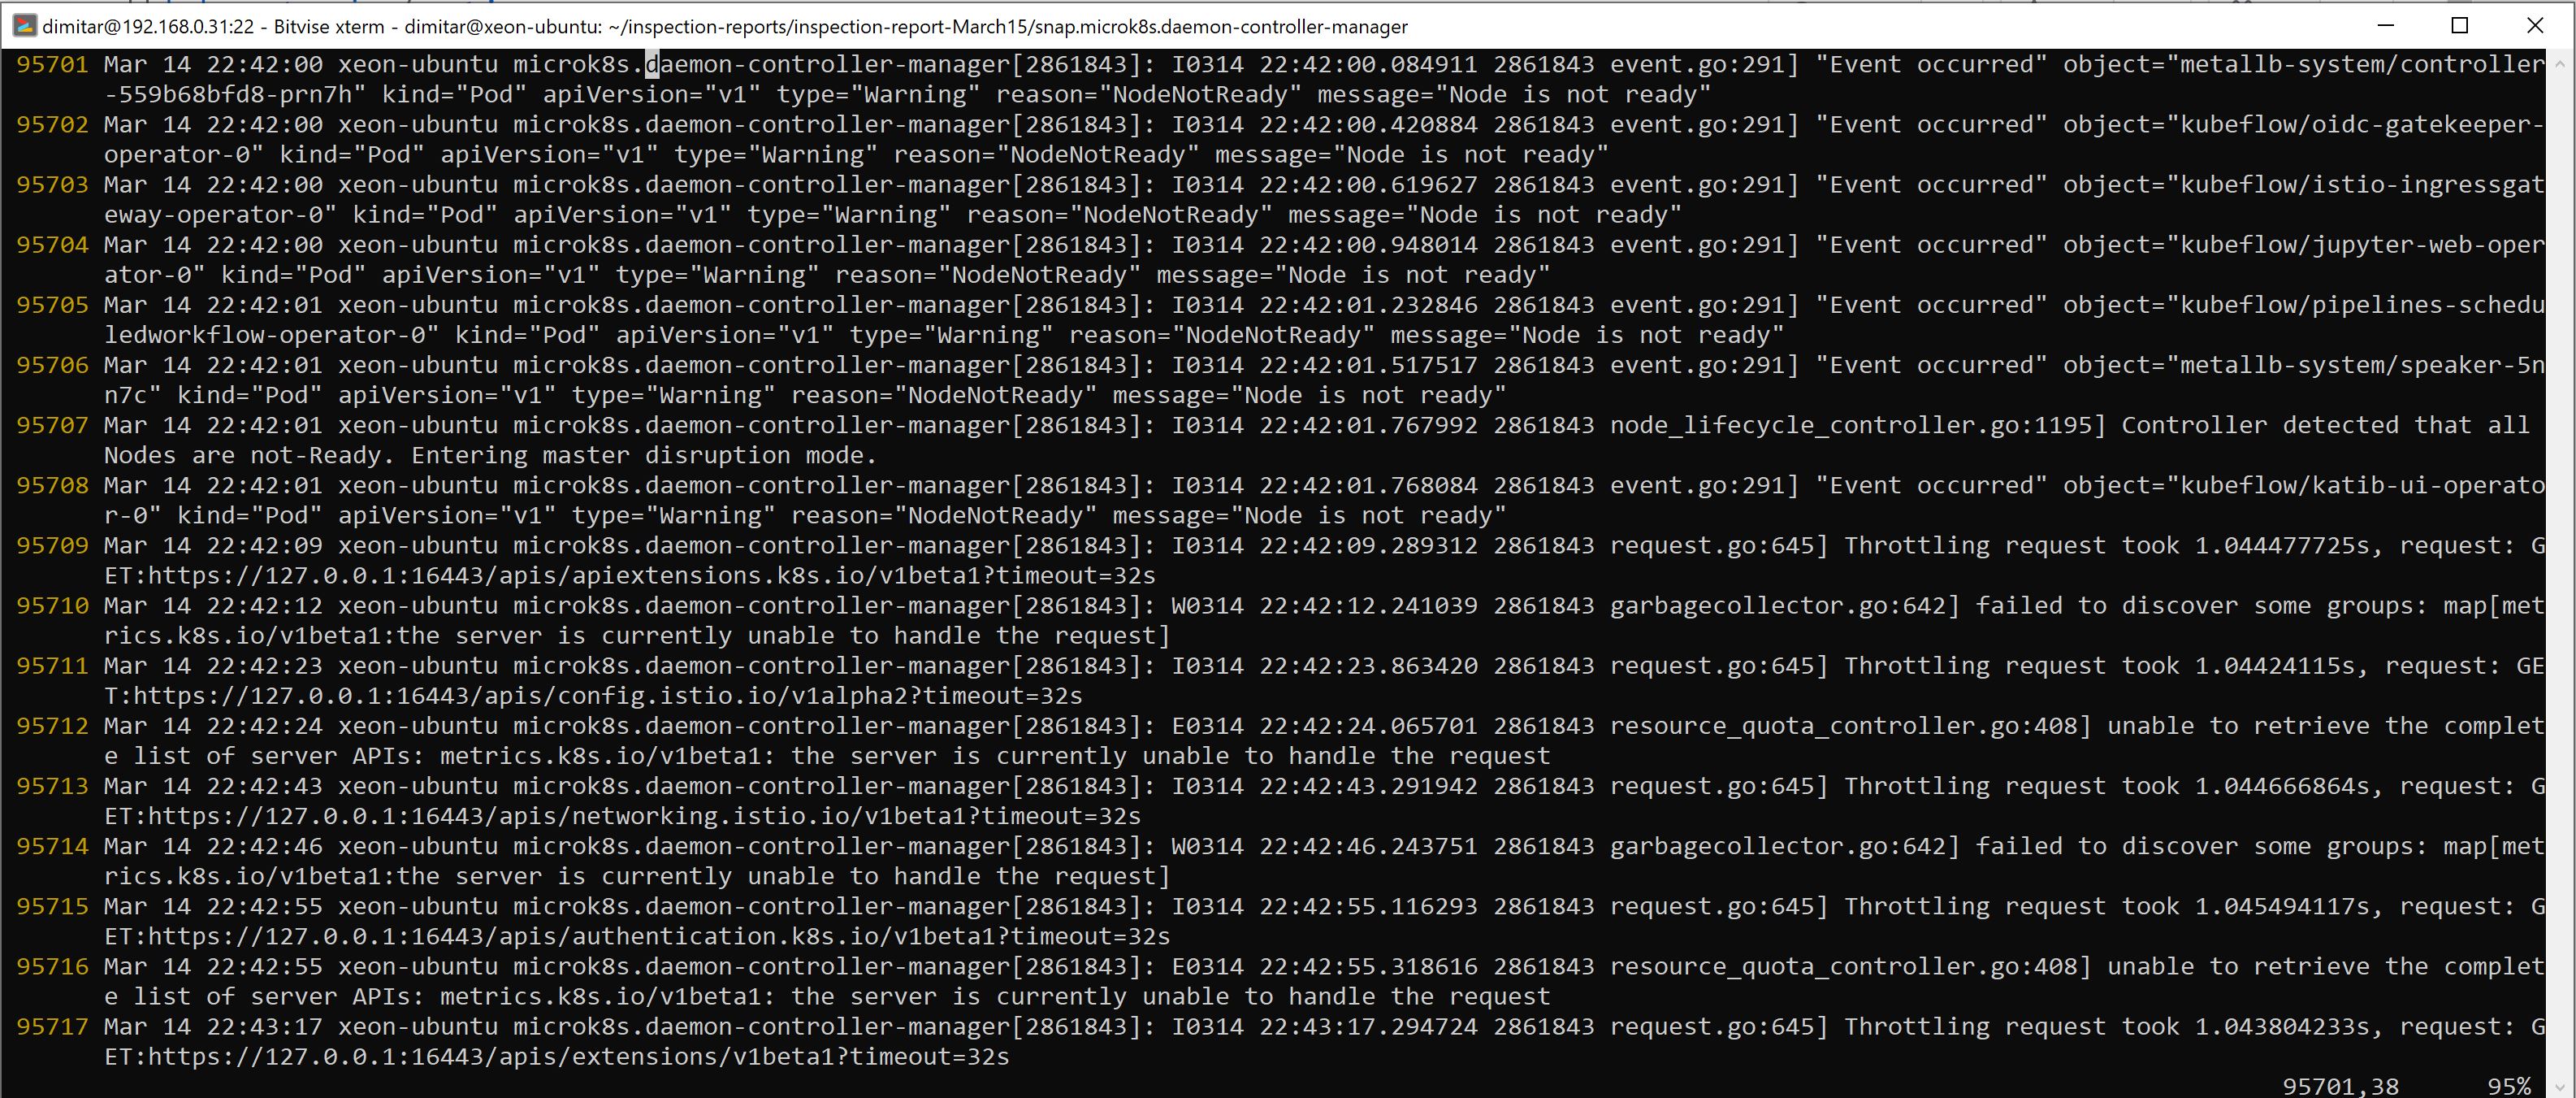 dimitar@192.168.0.31:22 - Bitvise xterm - dimitar@xeon-ubuntu: ~/inspection-reports/inspection-report-March15/snap.microk8s.daemon-controller-manager
95701 Mar 14 22:42:00 xeon-ubuntu microk8s.daemon-controller-manager[2861843]: I0314 22:42:00.084911 2861843 event.go:291] "Event occurred" object="metallb-system/controller
-559b68bfd8-prn7h" kind="Pod" apiVersion="v1" type="Warning" reason="NodeNotReady" message="Node is not ready"
95702 Mar 14 22:42:00 xeon-ubuntu microk8s.daemon-controller-manager[2861843]: I0314 22:42:00.420884 2861843 event.go:291] "Event occurred" object="kubeflow/oidc-gatekeeper-
operator-0" kind="Pod" apiVersion="v1" type="Warning" reason="NodeNotReady" message="Node is not ready"
95703 Mar 14 22:42:00 xeon-ubuntu microk8s.daemon-controller-manager[2861843]: I0314 22:42:00.619627 2861843 event.go:291] "Event occurred" object="kubeflow/istio-ingressgat
eway-operator-0" kind="Pod" apiVersion="v1" type="Warning" reason="NodeNotReady" message="Node is not ready"
95704 Mar 14 22:42:00 xeon-ubuntu microk8s.daemon-controller-manager[2861843]: I0314 22:42:00.948014 2861843 event.go:291] "Event occurred" object="kubeflow/jupyter-web-oper
ator-0" kind="Pod" apiVersion="v1" type="Warning" reason="NodeNotReady" message="Node is not ready"
95705 Mar 14 22:42:01 xeon-ubuntu microk8s.daemon-controller-manager[2861843]: I0314 22:42:01.232846 2861843 event.go:291] "Event occurred" object="kubeflow/pipelines-schedu
ledworkflow-operator-0" kind="Pod" apiVersion="v1" type="Warning" reason="NodeNotReady" message="Node is not ready"
95706 Mar 14 22:42:01 xeon-ubuntu microk8s.daemon-controller-manager[2861843]: I0314 22:42:01.517517 2861843 event.go:291] "Event occurred" object="metallb-system/speaker-5n
n7c" kind="Pod" apiVersion="v1" type="Warning" reason="NodeNotReady" message="Node is not ready"
95707 Mar 14 22:42:01 xeon-ubuntu microk8s.daemon-controller-manager[2861843]: I0314 22:42:01.767992 2861843 node_lifecycle_controller.go:1195] Controller detected that all
Nodes are not-Ready. Entering master disruption mode.
95708 Mar 14 22:42:01 xeon-ubuntu microk8s.daemon-controller-manager[2861843]: I0314 22:42:01.768084 2861843 event.go:291] "Event occurred" object="kubeflow/katib-ui-operato
r-0" kind="Pod" apiVersion="v1" type="Warning" reason="NodeNotReady" message="Node is not ready"
95709 Mar 14 22:42:09 xeon-ubuntu microk8s.daemon-controller-manager[2861843]: I0314 22:42:09.289312 2861843 request.go:645] Throttling request took 1.044477725s, request: G
ET:https://127.0.0.1:16443/apis/apiextensions.k8s.io/v1beta1?timeout=32s
95710 Mar 14 22:42:12 xeon-ubuntu microk8s.daemon-controller-manager[2861843]: W0314 22:42:12.241039 2861843 garbagecollector.go:642] failed to discover some groups: map[met
rics.k8s.io/v1beta1:the server is currently unable to handle the request]
95711 Mar 14 22:42:23 xeon-ubuntu microk8s.daemon-controller-manager[2861843]: I0314 22:42:23.863420 2861843 request.go:645] Throttling request took 1.04424115s, request: GE
T:https://127.0.0.1:16443/apis/config.istio.io/v1alpha2?timeout=32s
95712 Mar 14 22:42:24 xeon-ubuntu microk8s.daemon-controller-manager[2861843]: E0314 22:42:24.065701 2861843 resource_quota_controller.go:408] unable to retrieve the complet
e list of server APIs: metrics.k8s.io/v1beta1: the server is currently unable to handle the request
95713 Mar 14 22:42:43 xeon-ubuntu microk8s.daemon-controller-manager[2861843]: I0314 22:42:43.291942 2861843 request.go:645] Throttling request took 1.044666864s, request: G
ET:https://127.0.0.1:16443/apis/networking.istio.io/v1beta1?timeout=32s
95714 Mar 14 22:42:46 xeon-ubuntu microk8s.daemon-controller-manager[2861843]: W0314 22:42:46.243751 2861843 garbagecollector.go:642] failed to discover some groups: map[met
rics.k8s.io/v1beta1:the server is currently unable to handle the request]
95715 Mar 14 22:42:55 xeon-ubuntu microk8s.daemon-controller-manager[2861843]: I0314 22:42:55.116293 2861843 request.go:645] Throttling request took 1.045494117s, request: G
ET:https://127.0.0.1:16443/apis/authentication.k8s.io/v1beta1?timeout=32s
95716 Mar 14 22:42:55 xeon-ubuntu microk8s.daemon-controller-manager[2861843]: E0314 22:42:55.318616 2861843 resource_quota_controller.go:408] unable to retrieve the complet
e list of server APIs: metrics.k8s.io/v1beta1: the server is currently unable to handle the request
95717 Mar 14 22:43:17 xeon-ubuntu microk8s.daemon-controller-manager[2861843]: I0314 22:43:17.294724 2861843 request.go:645] Throttling request took 1.043804233s, request: G
ET:https://127.0.0.1:16443/apis/extensions/v1beta1?timeout=32s
95701,38 95%